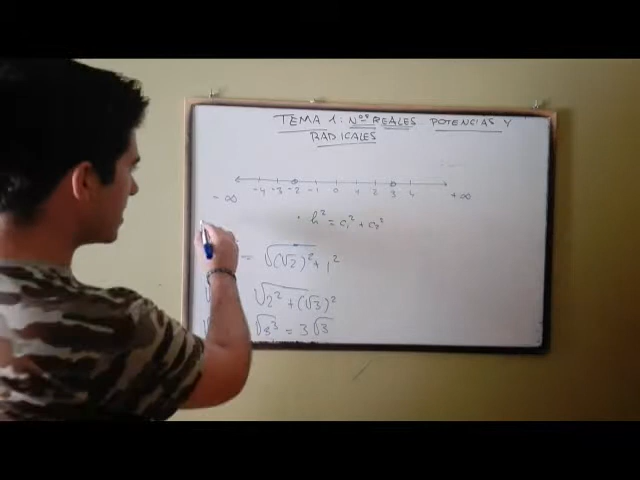 TEMA 1: Nos REALES POTENCIAS Y
RADICALES
-4 -3 -2 -1 0 1 2 3 4
-∞ +∞
· h² = c₁² + c₂²
= √(√2)² + 1²
√2² + (√3)²
√3³ = 3√3